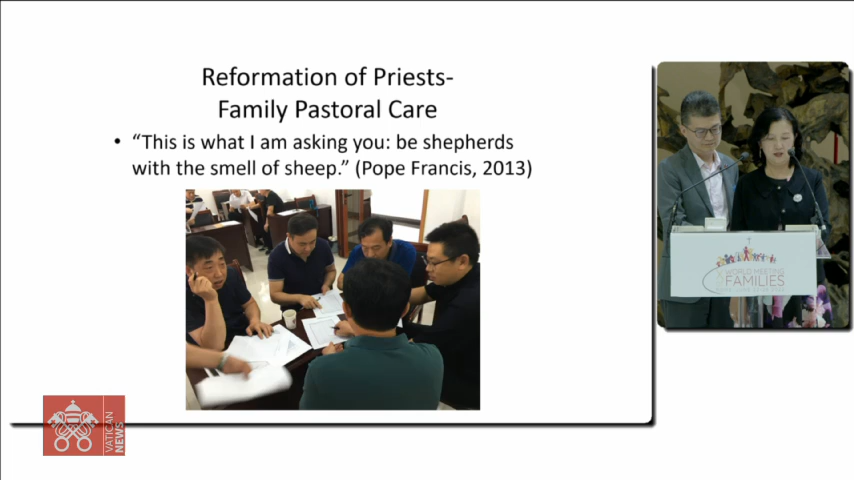 Reformation of Priests-
Family Pastoral Care
• “This is what I am asking you: be shepherds
with the smell of sheep.” (Pope Francis, 2013)
WORLD MEETING
FAMILIES
VATICAN
NEWS